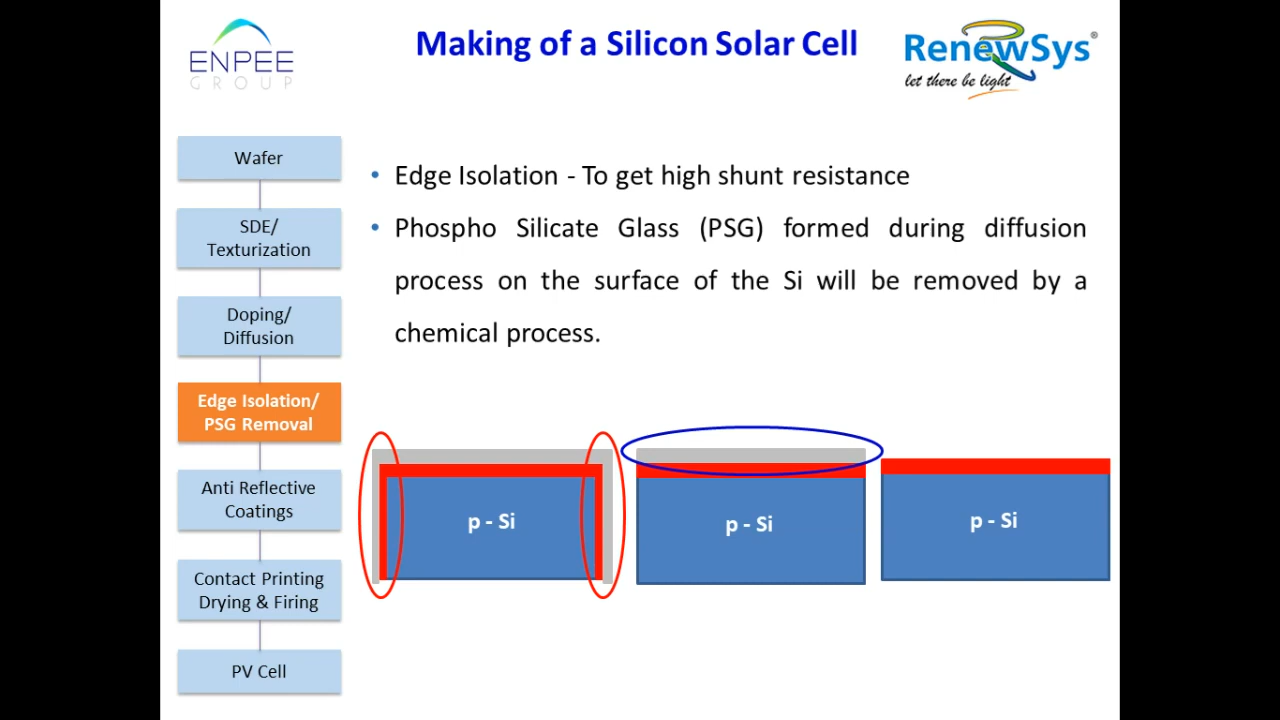 ENPEE
GROUP
Making of a Silicon Solar Cell
RenewSys®
let there be light
Wafer
SDE/
Texturization
Doping/
Diffusion
Edge Isolation/
PSG Removal
Anti Reflective
Coatings
Contact Printing
Drying & Firing
PV Cell
• Edge Isolation - To get high shunt resistance
• Phospho Silicate Glass (PSG) formed during diffusion
process on the surface of the Si will be removed by a
chemical process.
p - Si
p - Si
p - Si